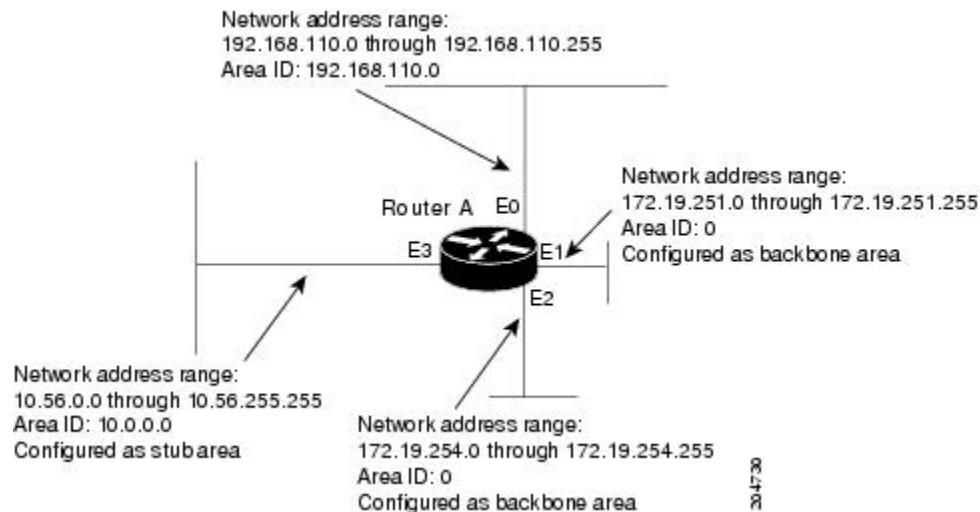 Network address range:
192.168.110.0 through 192.168.110.255
Area ID: 192.168.110.0
Network address range:
172.19.251.0 through 172.19.251.255
Area ID: 0
Configured as backbone area
Router A
E0
E3
E1
E2
Network address range:
10.56.0.0 through 10.56.255.255
Area ID: 10.0.0.0
Configured as stub area
Network address range:
172.19.254.0 through 172.19.254.255
Area ID: 0
Configured as backbone area